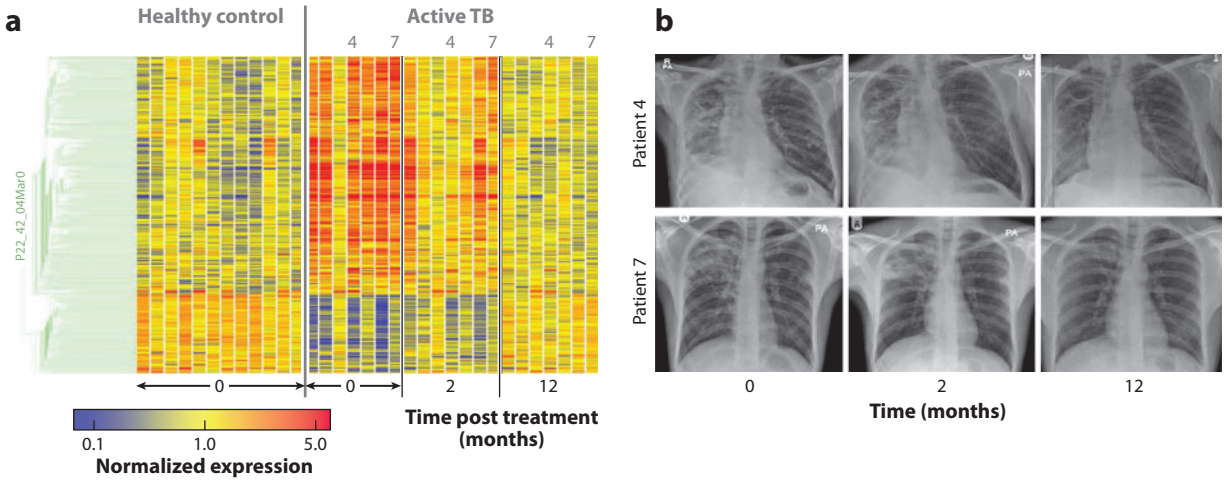 a
Healthy control
Active TB
4 7 4 7 4 7
P22_42_04Mar0
0 0 2 12
Time post treatment
(months)
0.1 1.0 5.0
Normalized expression
b
Patient 4
R
PA
PA
Patient 7
PA
PA
0 2 12
Time (months)